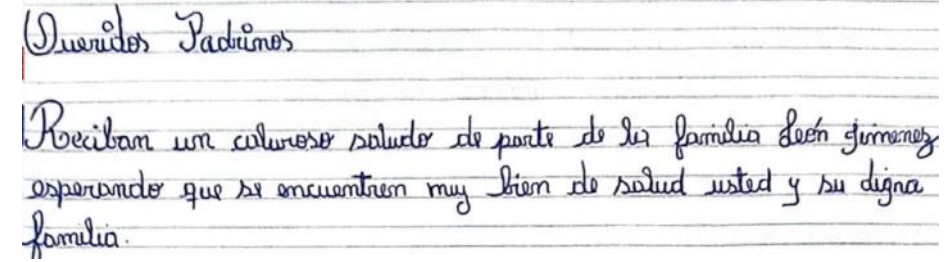 Queridos Padrinos
Reciban un caluroso saludo de parte de la familia León Jimenez
esperando que se encuentren muy bien de salud usted y su digna
familia.